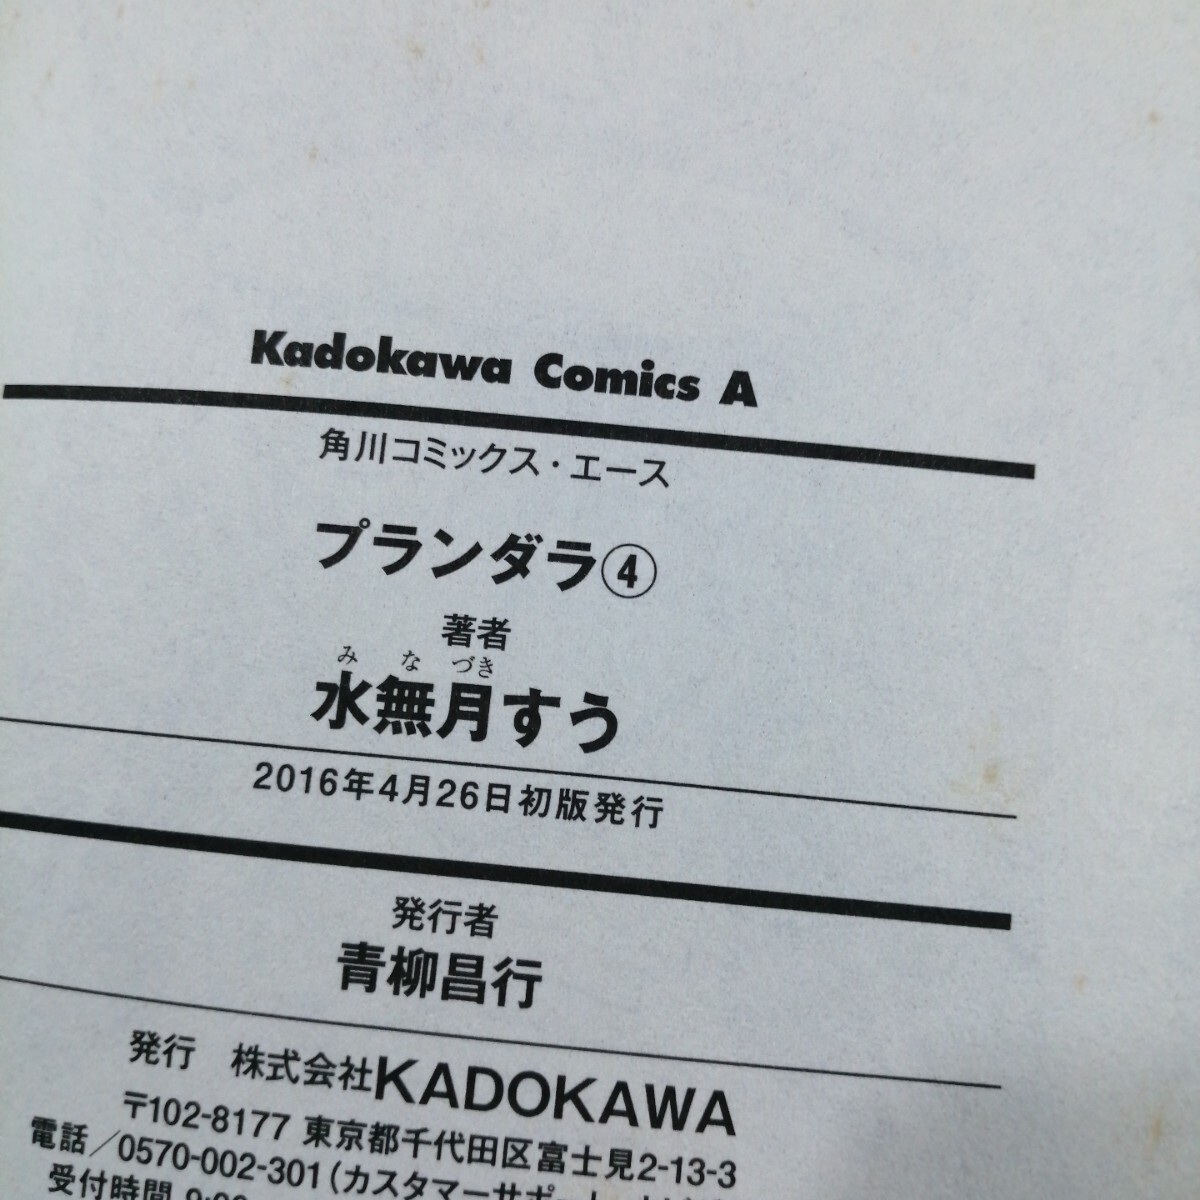 Kadokawa Comics A
角川コミックス・エース
プランダラ④
著者
み な づき
水無月すう
2016年4月26日初版発行
発行者
青柳昌行
発行 株式会社KADOKAWA
〒102-8177 東京都千代田区富士見2-13-3
電話／0570-002-301(カスタマーサポート
受付時間